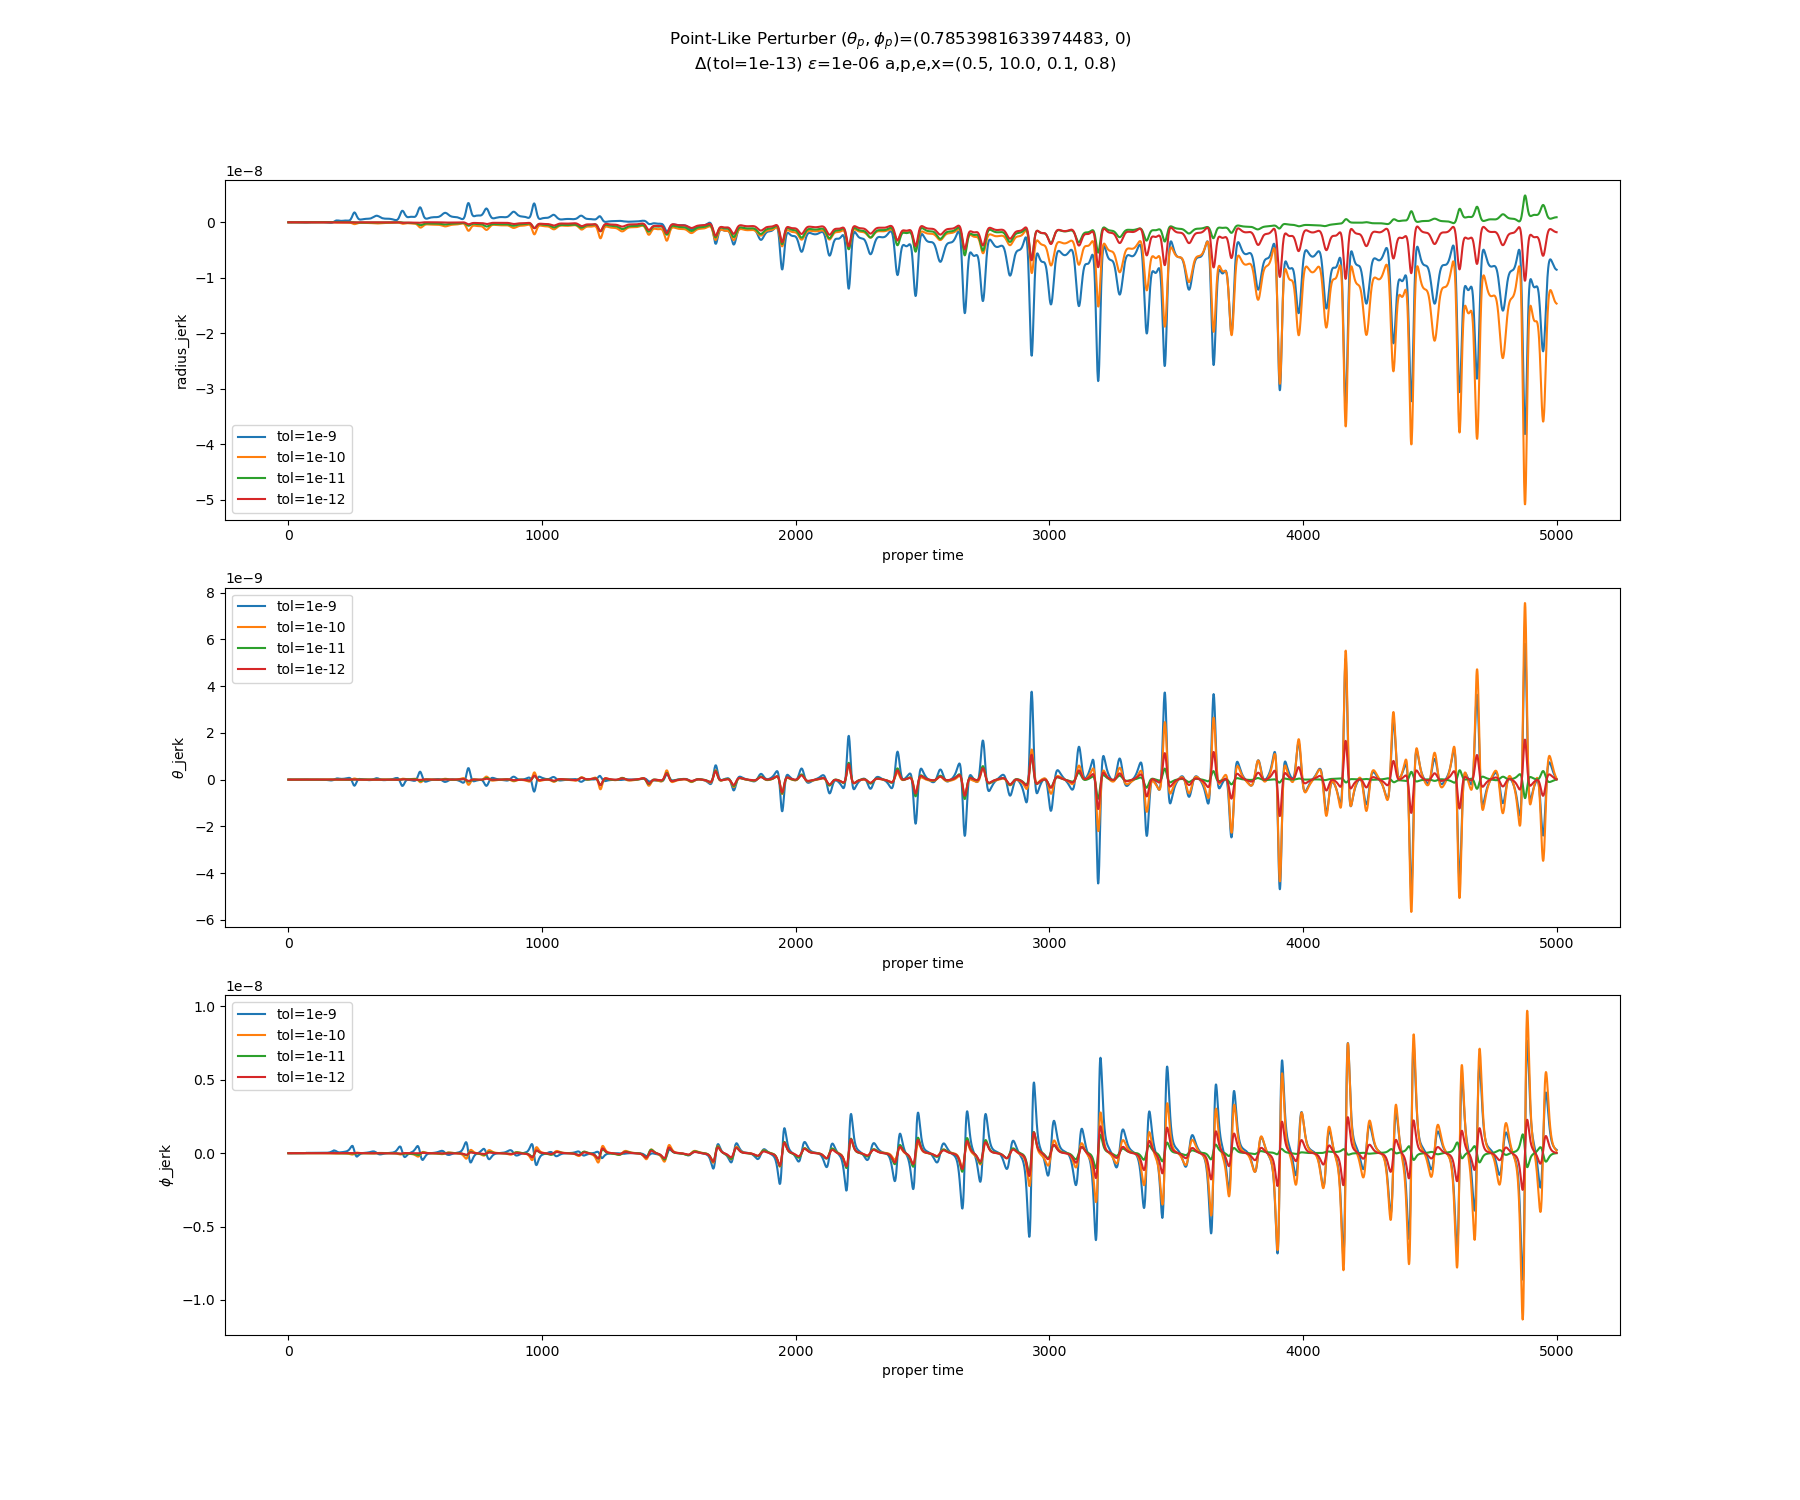 Point-Like Perturber (θₚ, ϕₚ)=(0.7853981633974483, 0)
Δ(tol=1e-13) ε=1e-06 a,p,e,x=(0.5, 10.0, 0.1, 0.8)
1e−8
0
−1
−2
−3
−4
−5
radius_jerk
tol=1e-9
tol=1e-10
tol=1e-11
tol=1e-12
0 1000 2000 3000 4000 5000
proper time
1e−9
8
6
4
2
0
−2
−4
−6
θ_jerk
tol=1e-9
tol=1e-10
tol=1e-11
tol=1e-12
0 1000 2000 3000 4000 5000
proper time
1e−8
1.0
0.5
0.0
−0.5
−1.0
ϕ_jerk
tol=1e-9
tol=1e-10
tol=1e-11
tol=1e-12
0 1000 2000 3000 4000 5000
proper time